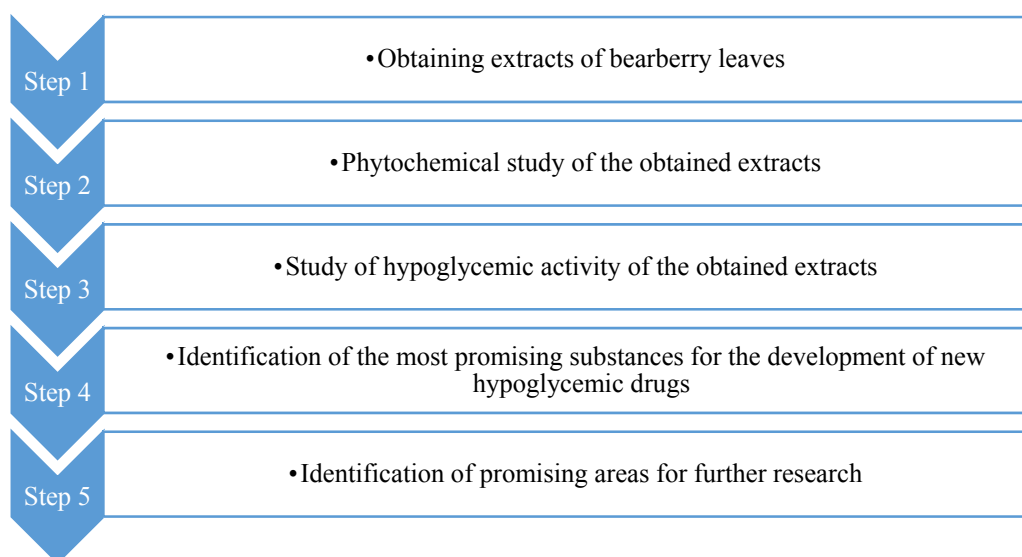 Step 1
•Obtaining extracts of bearberry leaves
Step 2
•Phytochemical study of the obtained extracts
Step 3
•Study of hypoglycemic activity of the obtained extracts
Step 4
•Identification of the most promising substances for the development of new
hypoglycemic drugs
Step 5
•Identification of promising areas for further research